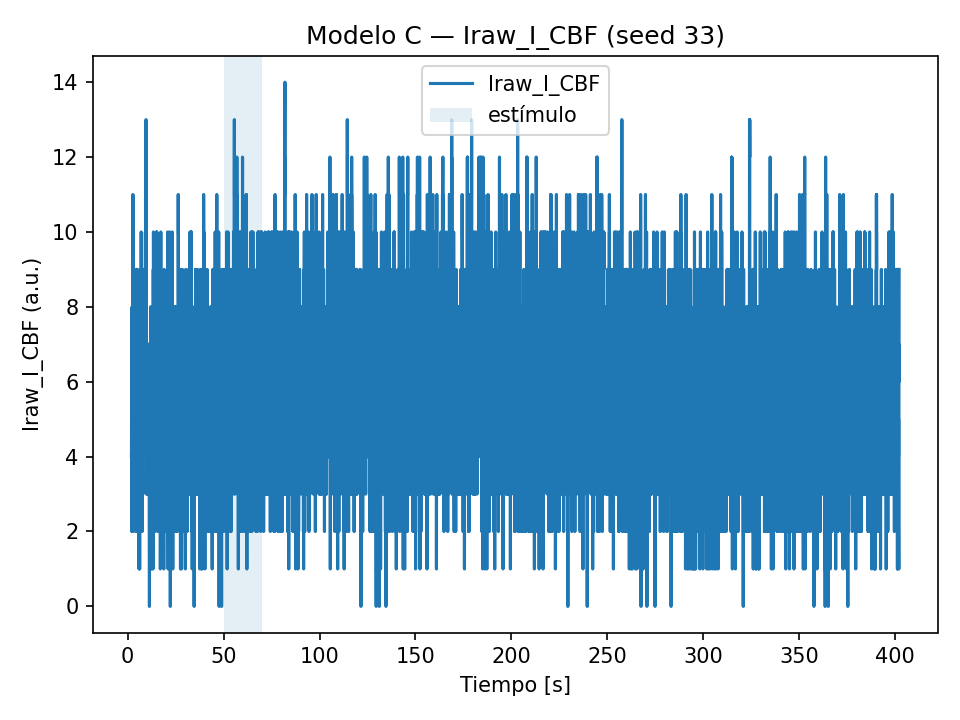 Modelo C — Iraw_I_CBF (seed 33)
Iraw_I_CBF
estímulo
Iraw_I_CBF (a.u.)
14
12
10
8
6
4
2
0
0 50 100 150 200 250 300 350 400
Tiempo [s]